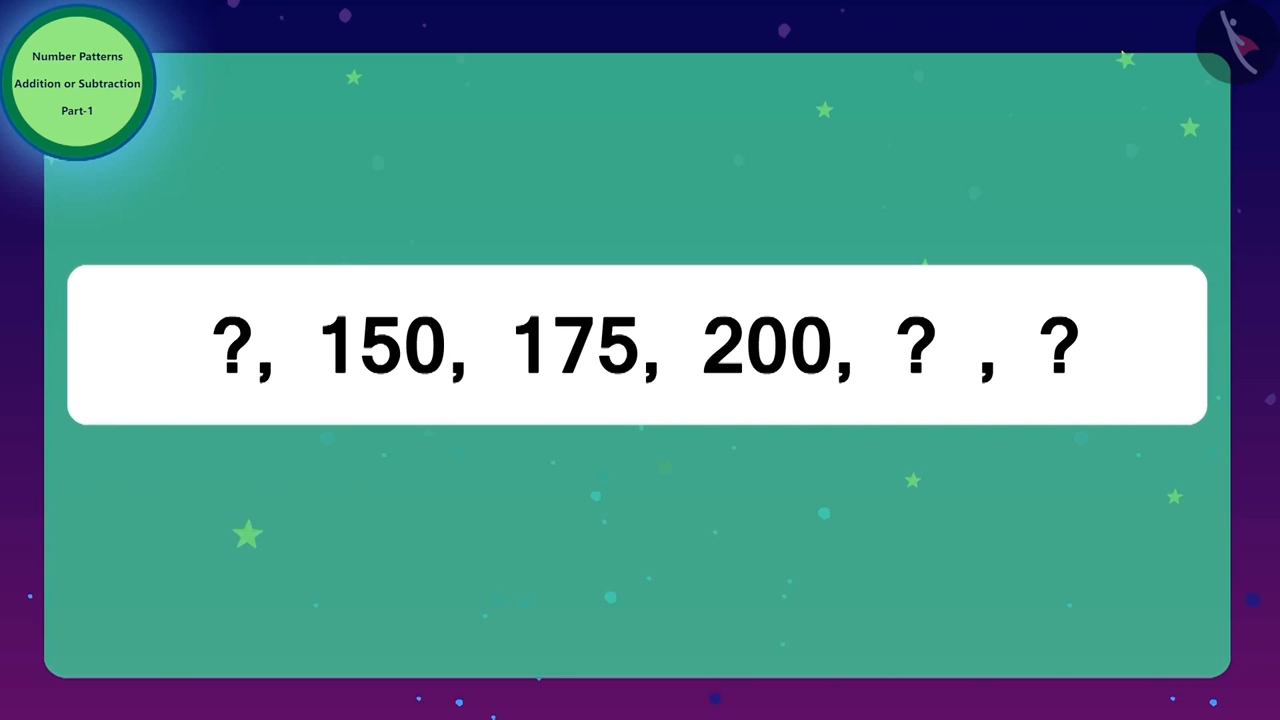 Number Patterns
Addition or Subtraction
Part-1
?, 150, 175, 200, ? , ?